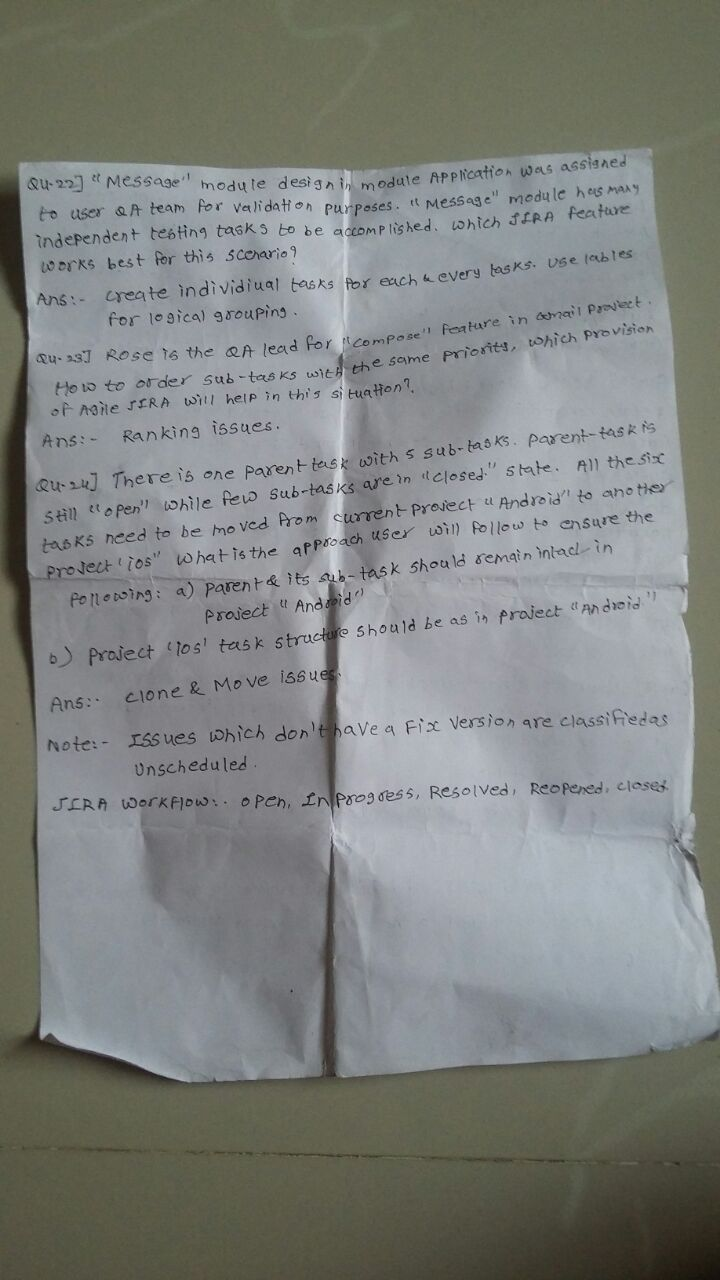 Qu-22] "Message" module design in module Application was assigned
to user QA team for validation purposes. "Message" module has many
independent testing tasks to be accomplished. which JIRA feature
works best for this scenario?
Ans:- create individiual tasks for each & every tasks. use lables
for logical grouping.
Qu-23] Rose is the QA lead for "compose" feature in Gmail Project.
How to order sub-tasks with the same priority, which provision
of Agile JIRA will help in this situation?
Ans:- Ranking issues.
Qu-24] There is one parent task with 5 sub-tasks. parent-task is
still "open" while few sub-tasks are in "closed." state. All the six
tasks need to be moved from current project "Android" to another
project 'ios" what is the approach user will follow to ensure the
following: a) parent & its sub-task should remain intact in
project "Android"
b) project 'ios' task structure should be as in project "Android"
Ans:- clone & Move issues.
Note:- Issues which don't have a Fix Version are classified as
Unscheduled.
JIRA WORKFlow:- open, In progress, Resolved, Reopened, closed.